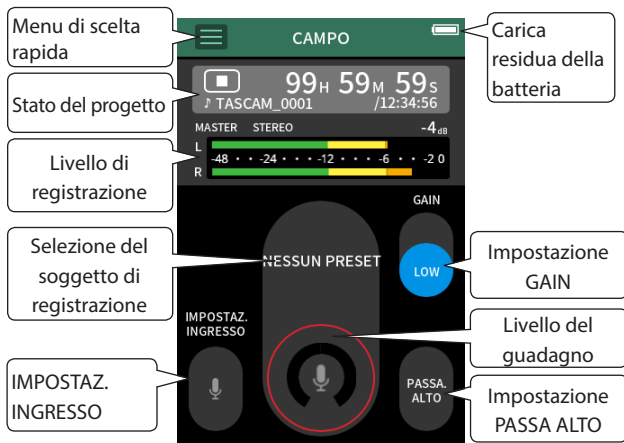 Menu di scelta
rapida
CAMPO
Carica
residua della
batteria
Stato del progetto
99H 59M 59S
♪ TASCAM_0001 /12:34:56
MASTER STEREO -4dB
L
-48 • • -24 • • • -12 • • • -6 • • -2 0
R
Livello di
registrazione
GAIN
LOW
Selezione del
soggetto di
registrazione
NESSUN PRESET
Impostazione
GAIN
IMPOSTAZ.
INGRESSO
Livello del
guadagno
IMPOSTAZ.
INGRESSO
PASSA.
ALTO
Impostazione
PASSA ALTO